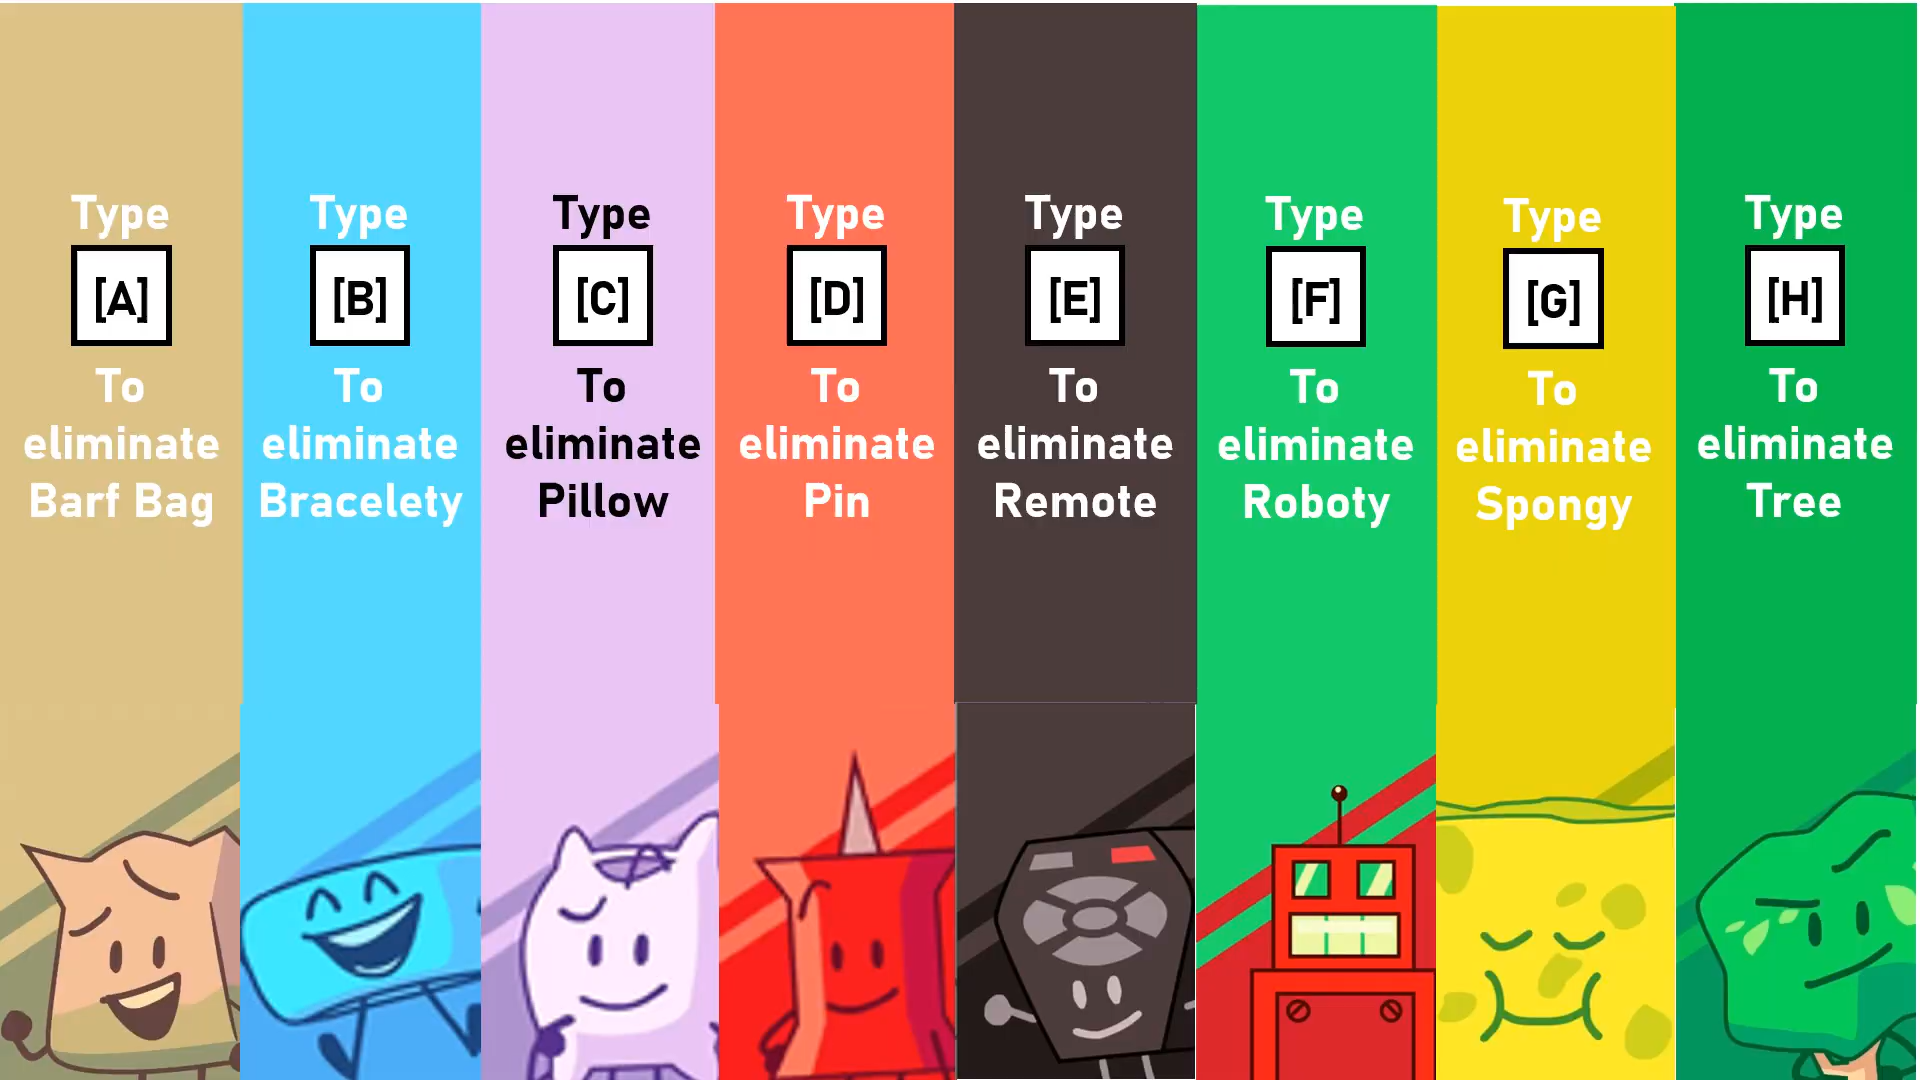 Type
[A]
To
eliminate
Barf Bag
Type
[B]
To
eliminate
Bracelety
Type
[C]
To
eliminate
Pillow
Type
[D]
To
eliminate
Pin
Type
[E]
To
eliminate
Remote
Type
[F]
To
eliminate
Roboty
Type
[G]
To
eliminate
Spongy
Type
[H]
To
eliminate
Tree